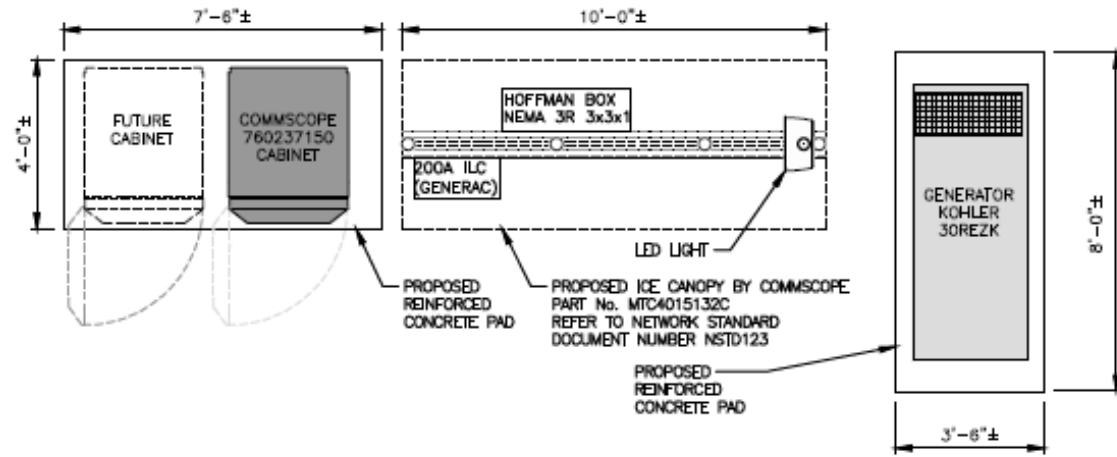 7'-6"±
10'-0"±
4'-0"±
FUTURE
CABINET
COMMSCOPE
760237150
CABINET
HOFFMAN BOX
NEMA 3R 3x3x1
200A ILC
(GENERAC)
LED LIGHT
GENERATOR
KOHLER
30REZK
8'-0"±
PROPOSED
REINFORCED
CONCRETE PAD
PROPOSED ICE CANOPY BY COMMSCOPE
PART No. MTC4015132C
REFER TO NETWORK STANDARD
DOCUMENT NUMBER NSTD123
PROPOSED
REINFORCED
CONCRETE PAD
3'-6"±